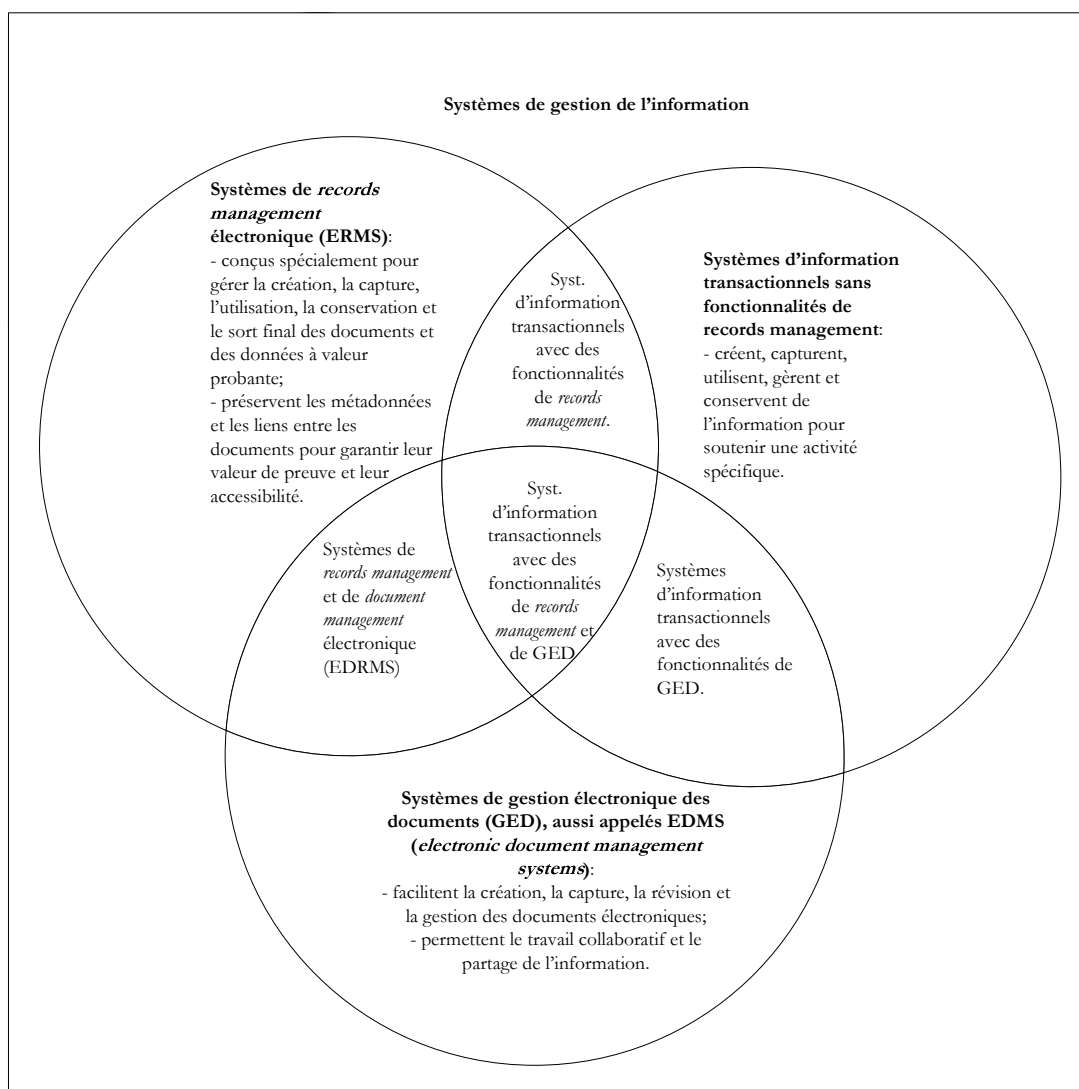 Systèmes de gestion de l’information
Systèmes de records
management
électronique (ERMS):
- conçus spécialement pour
gérer la création, la capture,
l’utilisation, la conservation et
le sort final des documents et
des données à valeur
probante;
- préservent les métadonnées
et les liens entre les
documents pour garantir leur
valeur de preuve et leur
accessibilité.
Syst.
d’information
transactionnels
avec des
fonctionnalités
de records
management.
Systèmes d’information
transactionnels sans
fonctionnalités de
records management:
- créent, capturent,
utilisent, gèrent et
conservent de
l’information pour
soutenir une activité
spécifique.
Systèmes de
records management
et de document
management
électronique
(EDRMS)
Syst.
d’information
transactionnels
avec des
fonctionnalités
de records
management et
de GED.
Systèmes
d’information
transactionnels
avec des
fonctionnalités de
GED.
Systèmes de gestion électronique des
documents (GED), aussi appelés EDMS
(electronic document management
systems):
- facilitent la création, la capture, la révision et
la gestion des documents électroniques;
- permettent le travail collaboratif et le
partage de l’information.